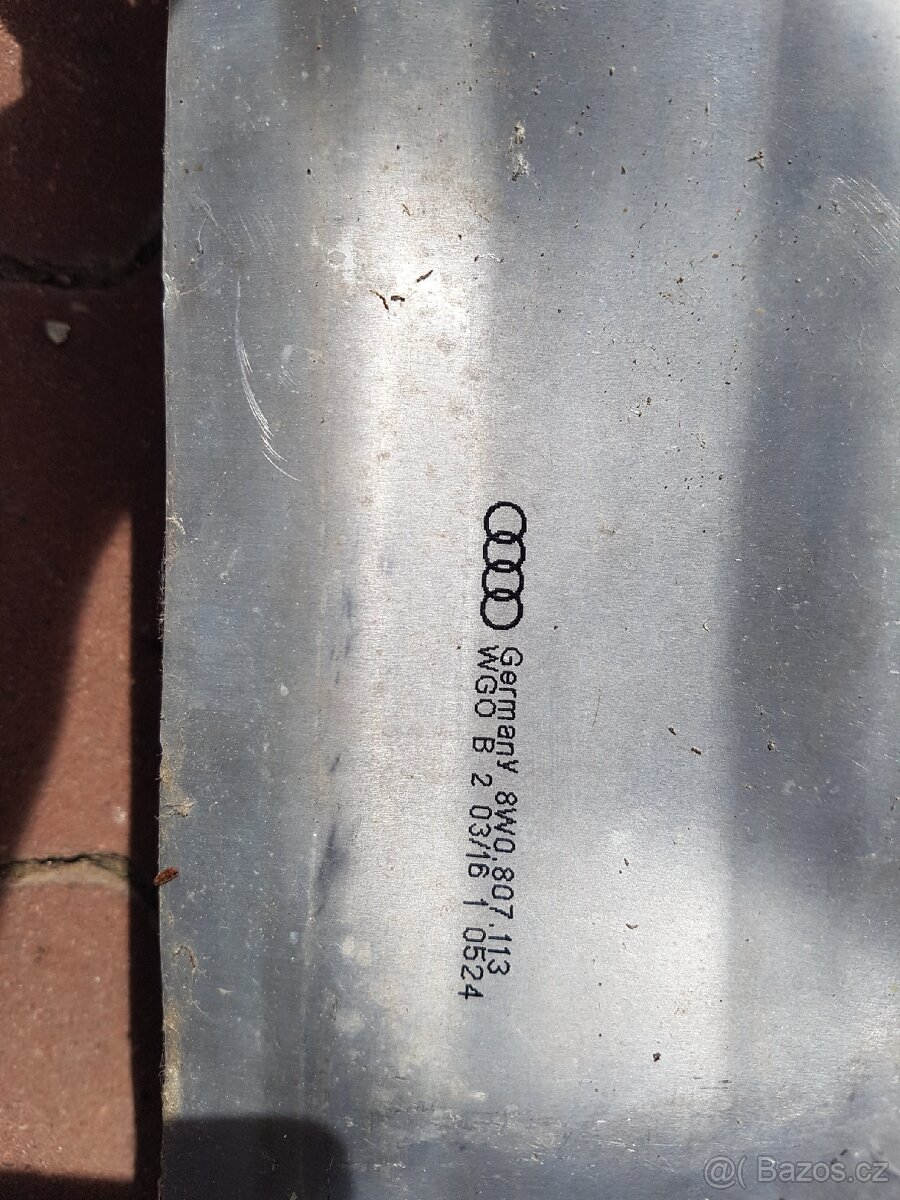 Germany 8W0.807.113
WGO B 2 03/16 1 0524
@( Bazos.cz